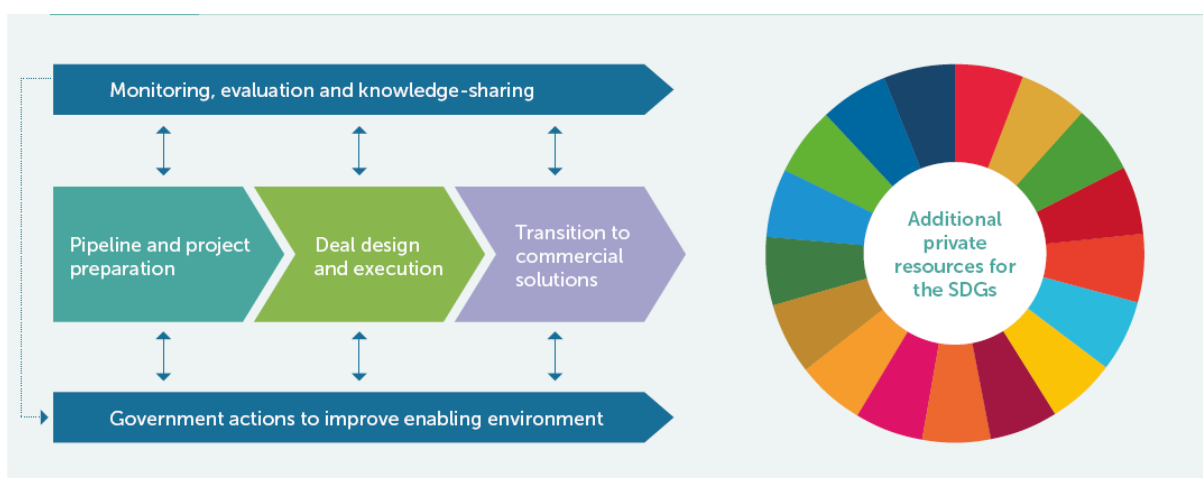 Monitoring, evaluation and knowledge-sharing
Pipeline and project
preparation
Deal design
and execution
Transition to
commercial
solutions
Government actions to improve enabling environment
Additional
private
resources for
the SDGs